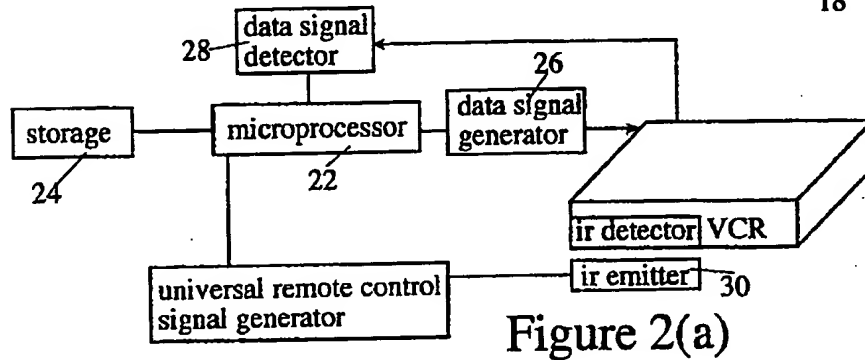 18
data signal
detector
28
26
data signal
generator
storage
microprocessor
24
22
ir detector VCR
ir emitter
30
universal remote control
signal generator
Figure 2(a)